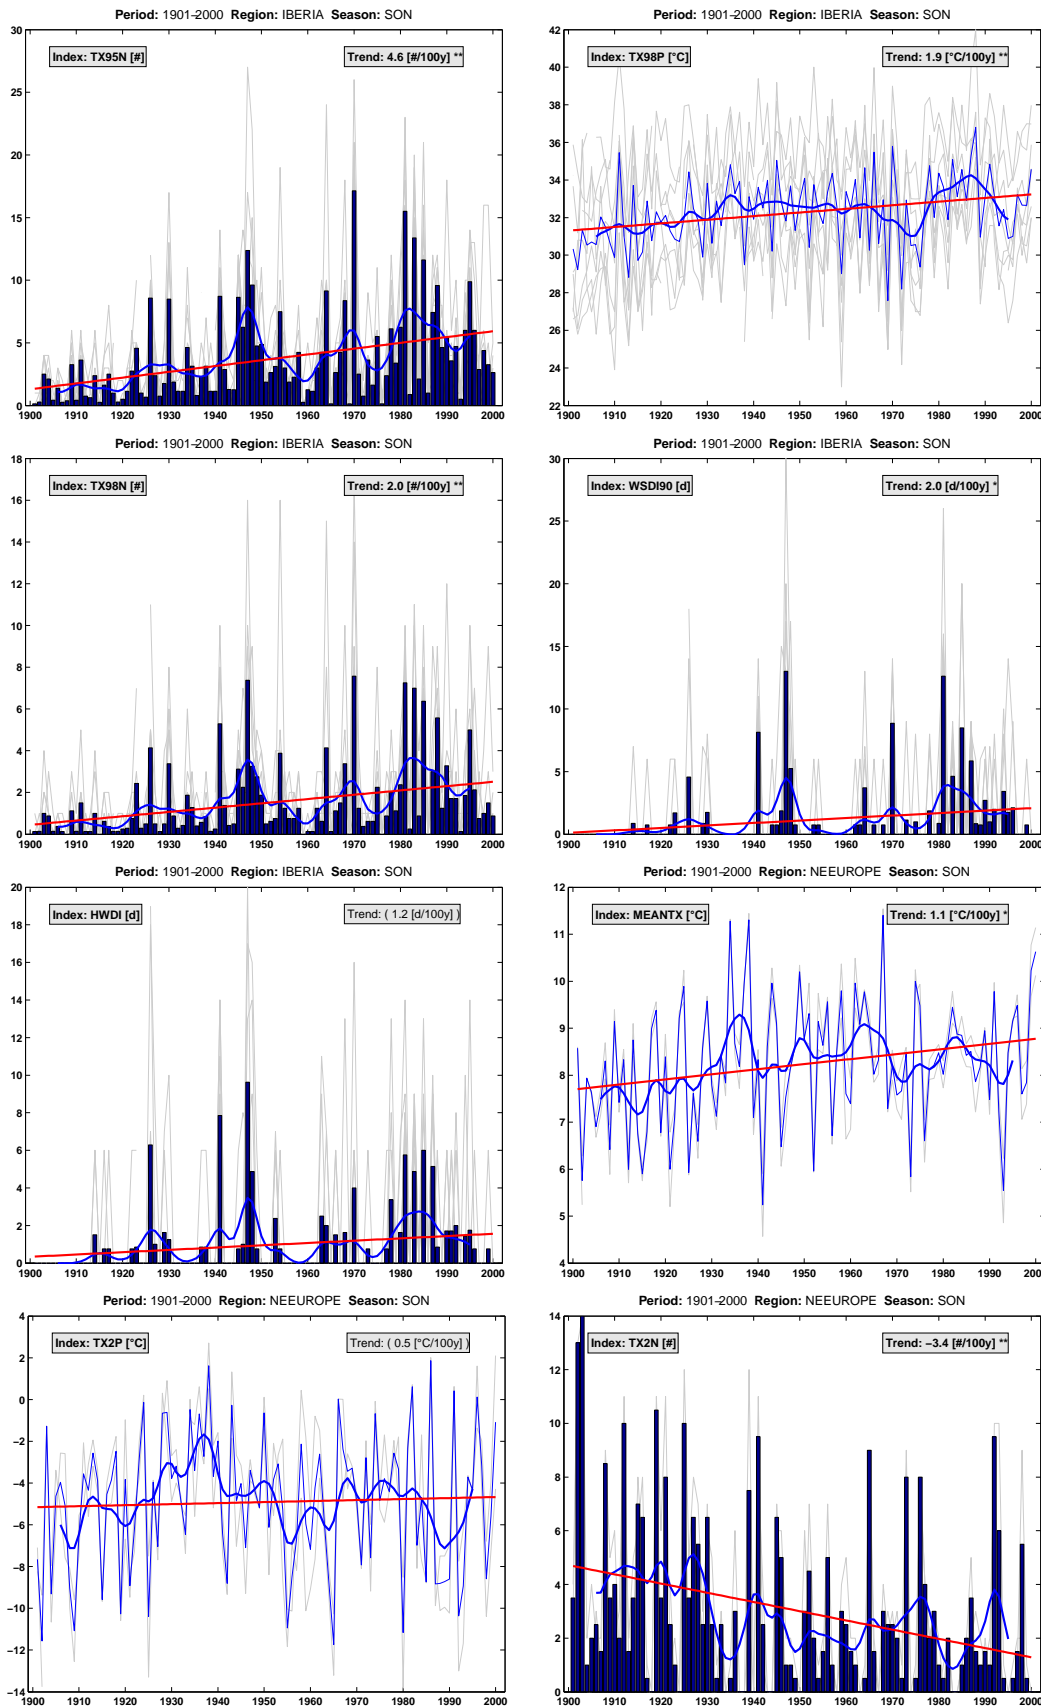 Period: 1901–2000 Region: IBERIA Season: SON
Index: TX95N [#]
Trend: 4.6 [#/100y] **
30
25
20
15
10
5
0
1900 1910 1920 1930 1940 1950 1960 1970 1980 1990 2000
Period: 1901–2000 Region: IBERIA Season: SON
Index: TX98P [°C]
Trend: 1.9 [°C/100y] **
42
40
38
36
34
32
30
28
26
24
22
1900 1910 1920 1930 1940 1950 1960 1970 1980 1990 2000
Period: 1901–2000 Region: IBERIA Season: SON
Index: TX98N [#]
Trend: 2.0 [#/100y] **
18
16
14
12
10
8
6
4
2
0
1900 1910 1920 1930 1940 1950 1960 1970 1980 1990 2000
Period: 1901–2000 Region: IBERIA Season: SON
Index: WSDI90 [d]
Trend: 2.0 [d/100y] *
30
25
20
15
10
5
0
1900 1910 1920 1930 1940 1950 1960 1970 1980 1990 2000
Period: 1901–2000 Region: IBERIA Season: SON
Index: HWDI [d]
Trend: ( 1.2 [d/100y] )
20
18
16
14
12
10
8
6
4
2
0
1900 1910 1920 1930 1940 1950 1960 1970 1980 1990 2000
Period: 1901–2000 Region: NEEUROPE Season: SON
Index: MEANTX [°C]
Trend: 1.1 [°C/100y] *
12
11
10
9
8
7
6
5
4
1900 1910 1920 1930 1940 1950 1960 1970 1980 1990 2000
Period: 1901–2000 Region: NEEUROPE Season: SON
Index: TX2P [°C]
Trend: ( 0.5 [°C/100y] )
4
2
0
−2
−4
−6
−8
−10
−12
−14
1900 1910 1920 1930 1940 1950 1960 1970 1980 1990 2000
Period: 1901–2000 Region: NEEUROPE Season: SON
Index: TX2N [#]
Trend: −3.4 [#/100y] **
14
12
10
8
6
4
2
0
1900 1910 1920 1930 1940 1950 1960 1970 1980 1990 2000